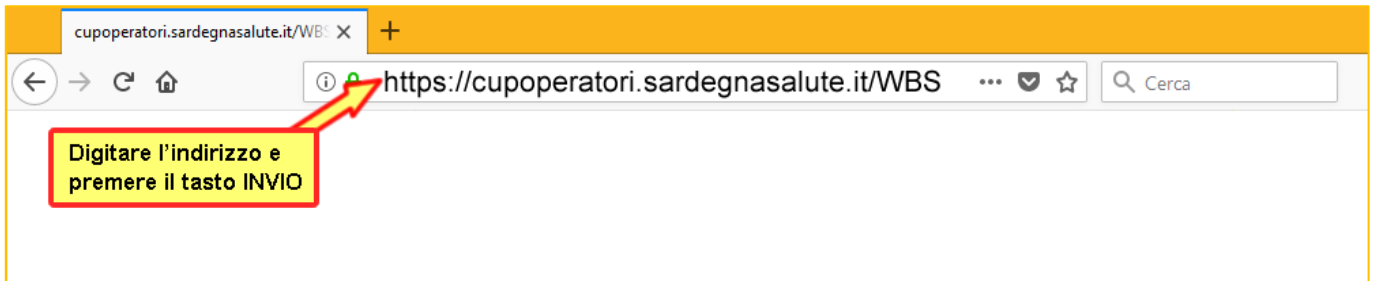 cupoperatori.sardegnasalute.it/WBS
https://cupoperatori.sardegnasalute.it/WBS
Cerca
Digitare l'indirizzo e
premere il tasto INVIO